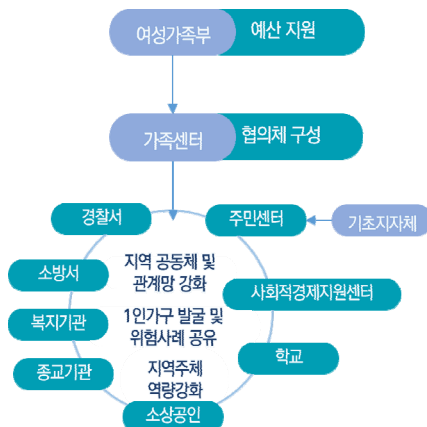 여성가족부 예산 지원
가족센터 협의체 구성
경찰서 주민센터 기초지자체
소방서
지역 공동체 및
관계망 강화
사회적경제지원센터
복지기관
1인가구 발굴 및
위험사례 공유
종교기관
지역주체
역량강화
학교
소상공인